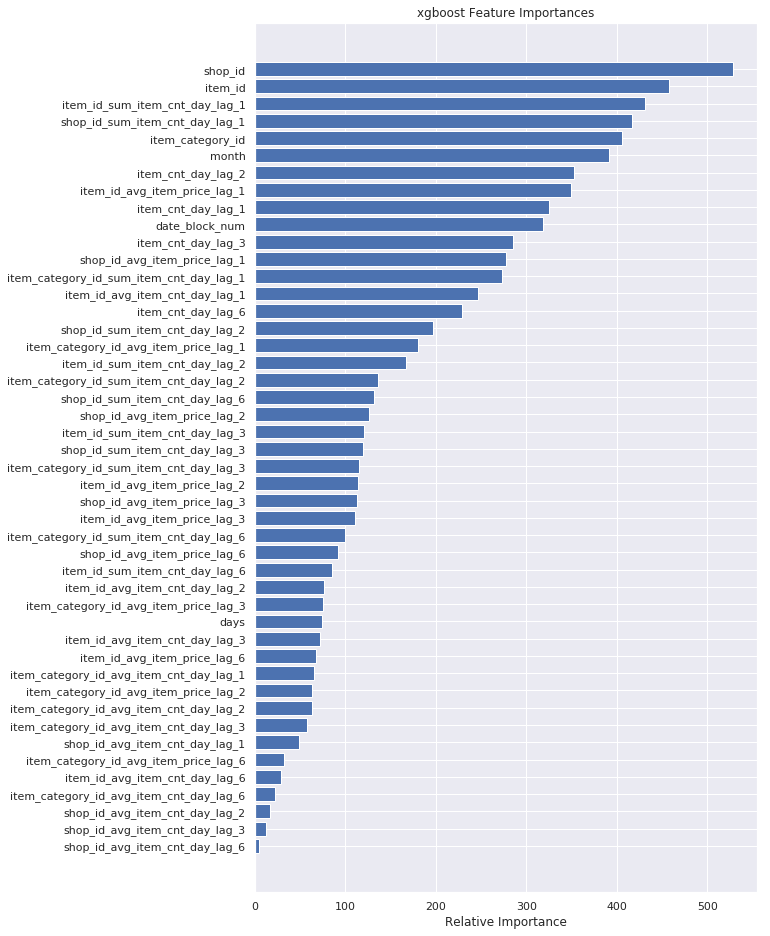 xgboost Feature Importances
shop_id
item_id
item_id_sum_item_cnt_day_lag_1
shop_id_sum_item_cnt_day_lag_1
item_category_id
month
item_cnt_day_lag_2
item_id_avg_item_price_lag_1
item_cnt_day_lag_1
date_block_num
item_cnt_day_lag_3
shop_id_avg_item_price_lag_1
item_category_id_sum_item_cnt_day_lag_1
item_id_avg_item_cnt_day_lag_1
item_cnt_day_lag_6
shop_id_sum_item_cnt_day_lag_2
item_category_id_avg_item_price_lag_1
item_id_sum_item_cnt_day_lag_2
item_category_id_sum_item_cnt_day_lag_2
shop_id_sum_item_cnt_day_lag_6
shop_id_avg_item_price_lag_2
item_id_sum_item_cnt_day_lag_3
shop_id_sum_item_cnt_day_lag_3
item_category_id_sum_item_cnt_day_lag_3
item_id_avg_item_price_lag_2
shop_id_avg_item_price_lag_3
item_id_avg_item_price_lag_3
item_category_id_sum_item_cnt_day_lag_6
shop_id_avg_item_price_lag_6
item_id_sum_item_cnt_day_lag_6
item_id_avg_item_cnt_day_lag_2
item_category_id_avg_item_price_lag_3
days
item_id_avg_item_cnt_day_lag_3
item_id_avg_item_price_lag_6
item_category_id_avg_item_cnt_day_lag_1
item_category_id_avg_item_price_lag_2
item_category_id_avg_item_cnt_day_lag_2
item_category_id_avg_item_cnt_day_lag_3
shop_id_avg_item_cnt_day_lag_1
item_category_id_avg_item_price_lag_6
item_id_avg_item_cnt_day_lag_6
item_category_id_avg_item_cnt_day_lag_6
shop_id_avg_item_cnt_day_lag_2
shop_id_avg_item_cnt_day_lag_3
shop_id_avg_item_cnt_day_lag_6
0 100 200 300 400 500
Relative Importance